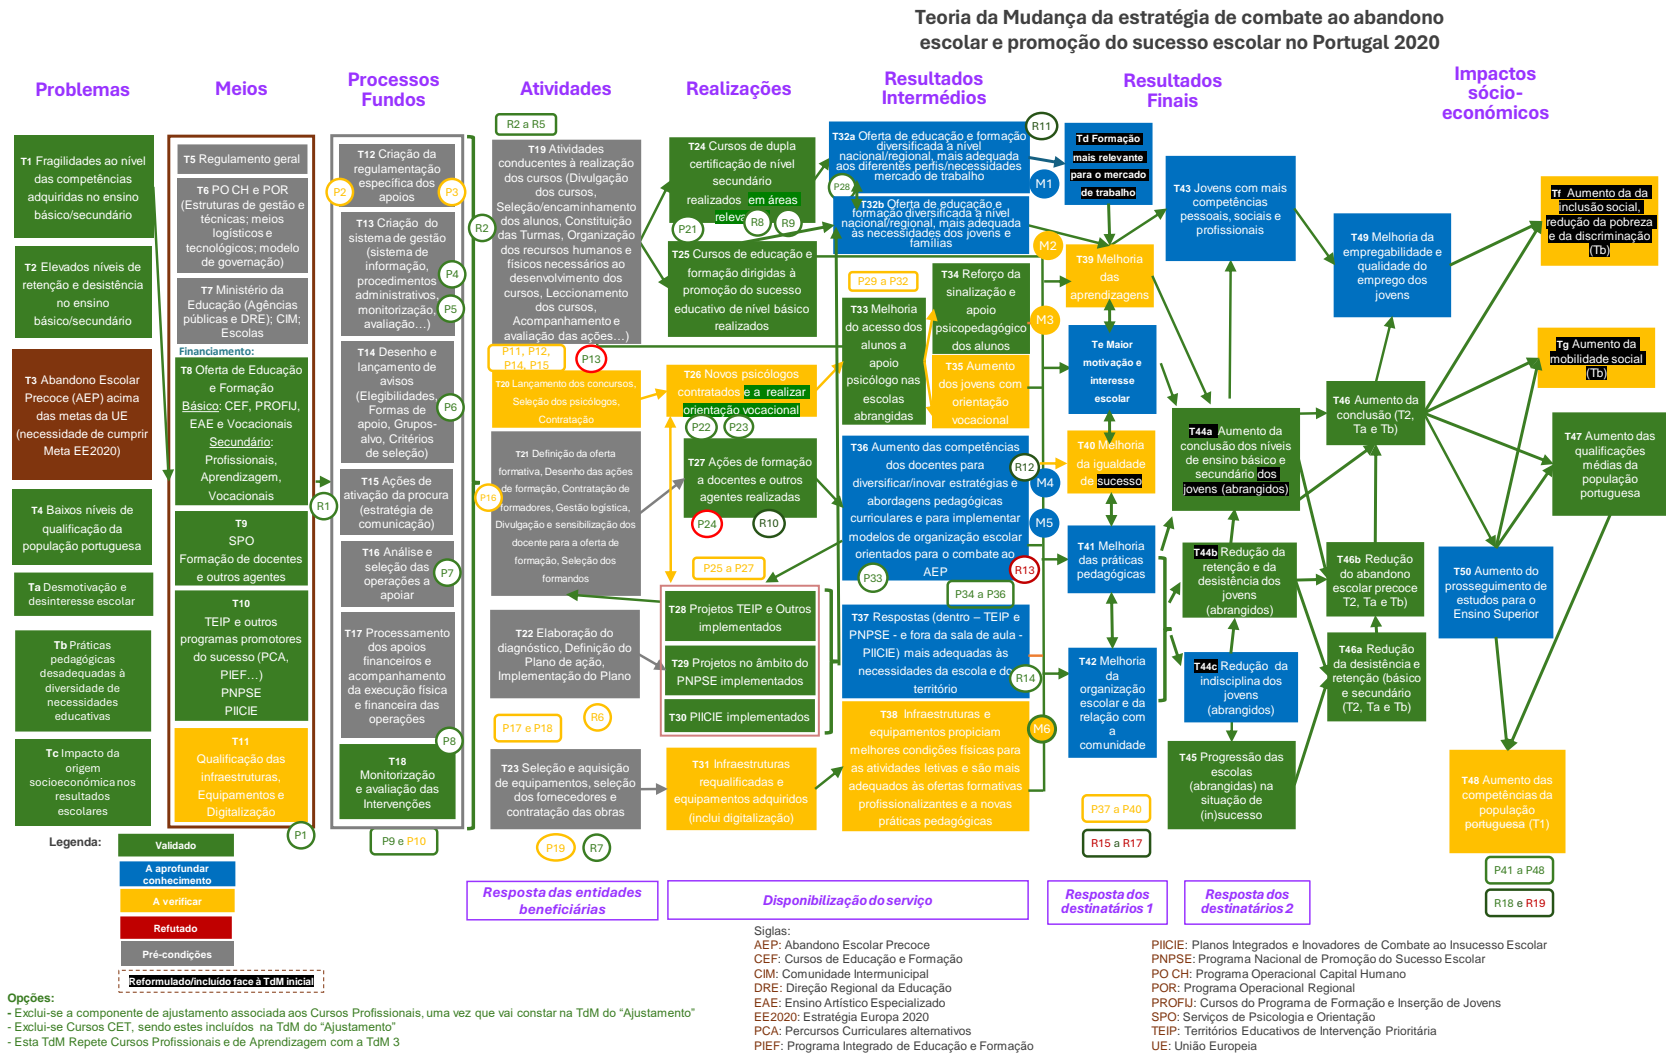 Teoria da Mudança da estratégia de combate ao abandono
escolar e promoção do sucesso escolar no Portugal 2020
Problemas
Meios
Processos
Fundos
Atividades
Realizações
Resultados
Intermédios
Resultados
Finais
Impactos
sócio-
económicos
T1 Fragilidades ao nível
das competências
adquiridas no ensino
básico/secundário
T2 Elevados níveis de
retenção e desistência
no ensino
básico/secundário
T3 Abandono Escolar
Precoce (AEP) acima
das metas da UE
(necessidade de cumprir
Meta EE2020)
T4 Baixos níveis de
qualificação da
população portuguesa
Ta Desmotivação e
desinteresse escolar
Tb Práticas
pedagógicas
desadequadas à
diversidade de
necessidades
educativas
Tc Impacto da
origem
socioeconómica nos
resultados
escolares
T5 Regulamento geral
T6 PO CH e POR
(Estruturas de gestão e
técnicas; meios
logísticos e
tecnológicos; modelo
de governação)
T7 Ministério da
Educação (Agências
públicas e DRE); CIM;
Escolas
Financiamento:
T8 Oferta de Educação
e Formação
Básico: CEF, PROFIJ,
EAE e Vocacionais
Secundário:
Profissionais,
Aprendizagem,
Vocacionais
T9
SPO
Formação de docentes
e outros agentes
T10
TEIP e outros
programas promotores
do sucesso (PCA,
PIEF…)
PNPSE
PIICIE
T11
Qualificação das
infraestruturas,
Equipamentos e
Digitalização
P1
R1
T12 Criação da
regulamentação
específica dos
apoios
P2
P3
T13 Criação do
sistema de gestão
(sistema de
informação,
procedimentos
administrativos,
monitorização,
avaliação…)
P4
P5
T14 Desenho e
lançamento de
avisos
(Elegibilidades,
Formas de
apoio, Grupos-
alvo, Critérios
de seleção)
P6
T15 Ações de
ativação da procura
(estratégia de
comunicação)
T16 Análise e
seleção das
operações a
apoiar
P7
T17 Processamento
dos apoios
financeiros e
acompanhamento
da execução física
e financeira das
operações
P8
T18
Monitorização
e avaliação das
Intervenções
P9 e P10
R2
R2 a R5
T19 Atividades
conducentes à realização
dos cursos (Divulgação
dos cursos,
Seleção/encaminhamento
dos alunos, Constituição
das Turmas, Organização
dos recursos humanos e
físicos necessários ao
desenvolvimento dos
cursos, Leccionamento
dos cursos,
Acompanhamento e
avaliação das ações…)
P11, P12,
P14, P15
P13
T20 Lançamento dos concursos,
Seleção dos psicólogos,
Contratação
T21 Definição da oferta
formativa, Desenho das ações
de formação, Contratação de
formadores, Gestão logística,
Divulgação e sensibilização dos
docente para a oferta de
formação, Seleção dos
formandos
P16
T22 Elaboração do
diagnóstico, Definição do
Plano de ação,
Implementação do Plano
P17 e P18
R6
T23 Seleção e aquisição
de equipamentos, seleção
dos fornecedores e
contratação das obras
P19
R7
T24 Cursos de dupla
certificação de nível
secundário
realizados em áreas
P21
R8
R9
T25 Cursos de educação e
formação dirigidas à
promoção do sucesso
educativo de nível básico
realizados
T26 Novos psicólogos
contratados e a realizar
orientação vocacional
P22
P23
T27 Ações de formação
a docentes e outros
agentes realizadas
P24
R10
P25 a P27
T28 Projetos TEIP e Outros
implementados
T29 Projetos no âmbito do
PNPSE implementados
T30 PIICIE implementados
T31 Infraestruturas
requalificadas e
equipamentos adquiridos
(inclui digitalização)
R11
T32a Oferta de educação e formação
diversificada a nível
nacional/regional, mais adequada
aos diferentes perfis/necessidades
mercado de trabalho
P28
M1
T32b Oferta de educação e
formação diversificada a nível
nacional/regional, mais adequada
às necessidades dos jovens e
famílias
M2
P29 a P32
T33 Melhoria
do acesso dos
alunos a
apoio
psicólogo nas
escolas
abrangidas
T34 Reforço da
sinalização e
apoio
psicopedagógico
dos alunos
M3
T35 Aumento
dos jovens com
orientação
vocacional
T36 Aumento das competências
dos docentes para
diversificar/inovar estratégias e
abordagens pedagógicas
curriculares e para implementar
modelos de organização escolar
orientados para o combate ao
AEP
R12
M4
M5
R13
P33
P34 a P36
T37 Respostas (dentro – TEIP e
PNPSE - e fora da sala de aula -
PIICIE) mais adequadas às
necessidades da escola e do
território
R14
T38 Infraestruturas e
equipamentos propiciam
melhores condições físicas para
as atividades letivas e são mais
adequados às ofertas formativas
profissionalizantes e a novas
práticas pedagógicas
M6
Td Formação
mais relevante
para o mercado
de trabalho
T39 Melhoria
das
aprendizagens
Te Maior
motivação e
interesse
escolar
T40 Melhoria
da igualdade
de sucesso
T41 Melhoria
das práticas
pedagógicas
T42 Melhoria
da
organização
escolar e da
relação com
a
comunidade
P37 a P40
R15 a R17
T43 Jovens com mais
competências
pessoais, sociais e
profissionais
T44a Aumento da
conclusão dos níveis
de ensino básico e
secundário dos
jovens (abrangidos)
T44b Redução da
retenção e da
desistência dos
jovens
(abrangidos)
T44c Redução da
indisciplina dos
jovens
(abrangidos)
T45 Progressão das
escolas
(abrangidas) na
situação de
(in)sucesso
T49 Melhoria da
empregabilidade e
qualidade do
emprego dos
jovens
T46 Aumento da
conclusão (T2,
Ta e Tb)
T46b Redução
do abandono
escolar precoce
T2, Ta e Tb)
T46a Redução
da desistência e
retenção (básico
e secundário
(T2, Ta e Tb)
Tf Aumento da da
inclusão social,
redução da pobreza
e da discriminação
(Tb)
Tg Aumento da
mobilidade social
(Tb)
T47 Aumento das
qualificações
médias da
população
portuguesa
T50 Aumento do
prosseguimento de
estudos para o
Ensino Superior
T48 Aumento das
competências da
população
portuguesa (T1)
P41 a P48
R18 e R19
Legenda:
Validado
A aprofundar
conhecimento
A verificar
Refutado
Pré-condições
Reformulado/incluido face à TdM inicial
Resposta das entidades
beneficiárias
Disponibilização do serviço
Resposta dos
destinatários 1
Resposta dos
destinatários 2
Opções:
- Exclui-se a componente de ajustamento associada aos Cursos Profissionais, uma vez que vai constar na TdM do “Ajustamento”
- Exclui-se Cursos CET, sendo estes incluídos na TdM do “Ajustamento”
- Esta TdM Repete Cursos Profissionais e de Aprendizagem com a TdM 3
Siglas:
AEP: Abandono Escolar Precoce
CEF: Cursos de Educação e Formação
CIM: Comunidade Intermunicipal
DRE: Direção Regional da Educação
EAE: Ensino Artístico Especializado
EE2020: Estratégia Europa 2020
PCA: Percursos Curriculares alternativos
PIEF: Programa Integrado de Educação e Formação
PIICIE: Planos Integrados e Inovadores de Combate ao Insucesso Escolar
PNPSE: Programa Nacional de Promoção do Sucesso Escolar
PO CH: Programa Operacional Capital Humano
POR: Programa Operacional Regional
PROFIJ: Cursos do Programa de Formação e Inserção de Jovens
SPO: Serviços de Psicologia e Orientação
TEIP: Territórios Educativos de Intervenção Prioritária
UE: União Europeia